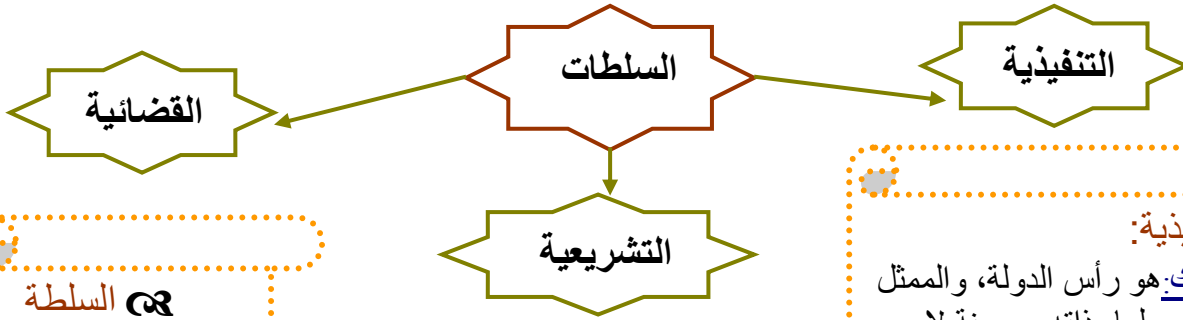 السلطات
التنفيذية
القضائية
التشريعية
هو رأس الدولة، والممثل
السلطة